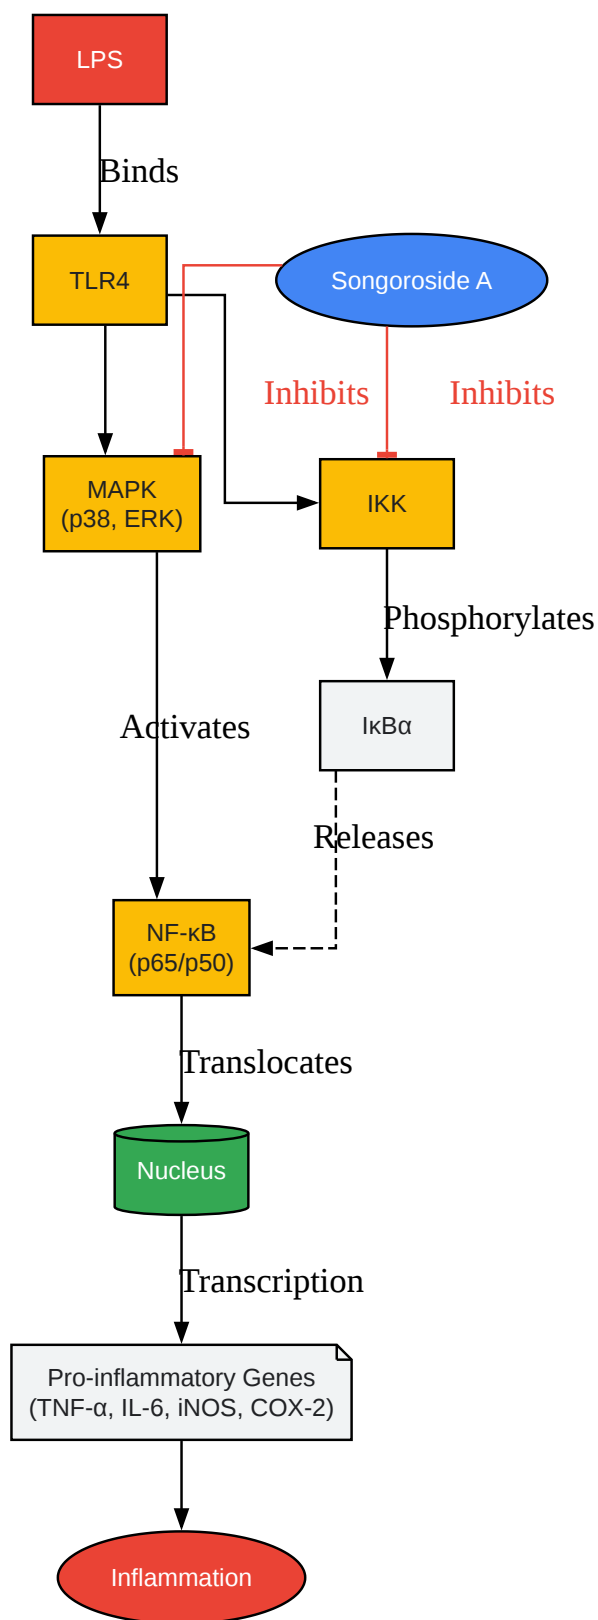 LPS
Binds
TLR4
Songoroside A
Inhibits
Inhibits
MAPK
(p38, ERK)
IKK
Phosphorylates
IκBα
Activates
Releases
NF-κB
(p65/p50)
Translocates
Nucleus
Transcription
Pro-inflammatory Genes
(TNF-α, IL-6, iNOS, COX-2)
Inflammation